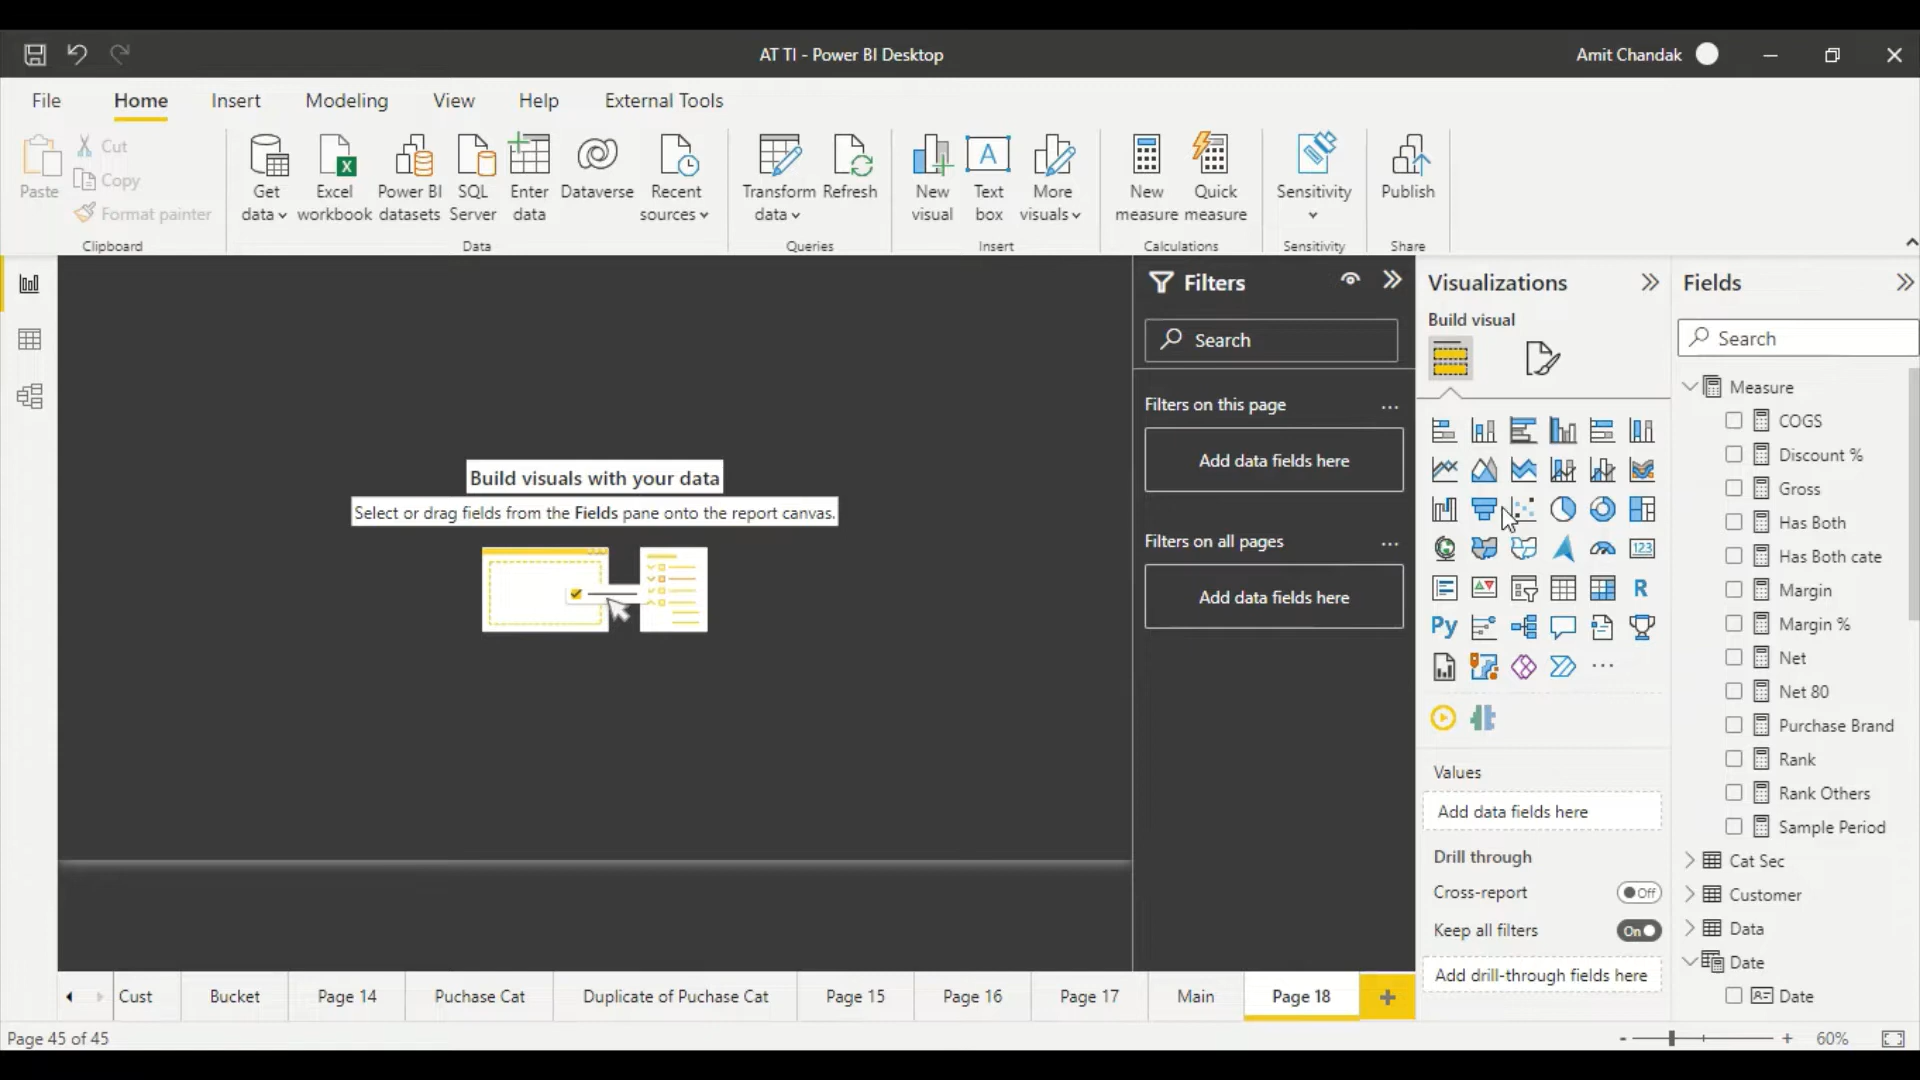 AT TI - Power BI Desktop
Amit Chandak
File
Home
Insert
Modeling
View
Help
External Tools
Paste
Cut
Copy
Format painter
Clipboard
Get
data
Excel
workbook
Power BI
datasets
SQL
Server
Enter
data
Dataverse
Recent
sources
Data
Transform
data
Refresh
Queries
New
visual
A
Text
box
More
visuals
Insert
New
measure
Quick
measure
Calculations
Sensitivity
Sensitivity
Publish
Share
Build visuals with your data
Select or drag fields from the Fields pane onto the report canvas.
Filters
Search
Filters on this page
...
Add data fields here
Filters on all pages
...
Add data fields here
Visualizations
Build visual
123
R
Py
...
Values
Add data fields here
Drill through
Cross-report
Off
Keep all filters
On
Add drill-through fields here
Fields
Search
Measure
COGS
Discount %
Gross
Has Both
Has Both cate
Margin
Margin %
Net
Net 80
Purchase Brand
Rank
Rank Others
Sample Period
Cat Sec
Customer
Data
Date
Date
Cust
Bucket
Page 14
Puchase Cat
Duplicate of Puchase Cat
Page 15
Page 16
Page 17
Main
Page 18
+
Page 45 of 45
-
+
60%